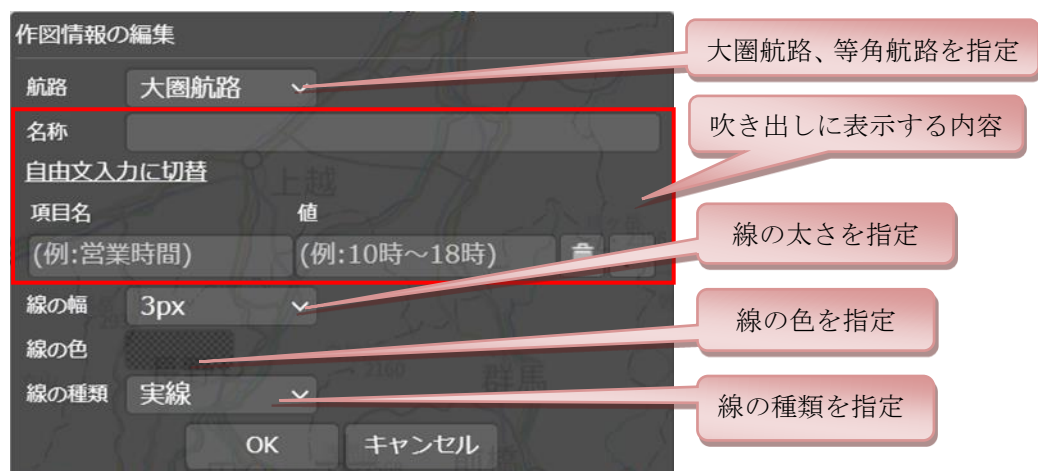 作図情報の編集
大圏航路、等角航路を指定
航路 大圏航路
名称
吹き出しに表示する内容
自由文入力に切替
上越
項目名 値
(例:営業時間) (例:10時～18時)
線の太さを指定
線の幅 3px
線の色を指定
線の色
2160
群馬
線の種類 実線
線の種類を指定
OK キャンセル